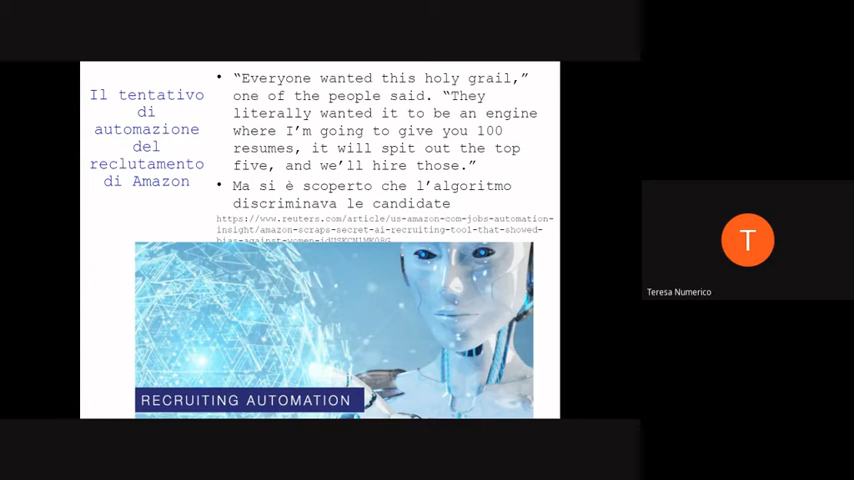 Il tentativo
di
automazione
del
reclutamento
di Amazon
• “Everyone wanted this holy grail,”
one of the people said. “They
literally wanted it to be an engine
where I’m going to give you 100
resumes, it will spit out the top
five, and we’ll hire those.”
• Ma si è scoperto che l’algoritmo
discriminava le candidate
https://www.reuters.com/article/us-amazon-com-jobs-automation-
insight/amazon-scraps-secret-ai-recruiting-tool-that-showed-
bias-against-women-idUSKCN1MK08G
RECRUITING AUTOMATION
T
Teresa Numerico